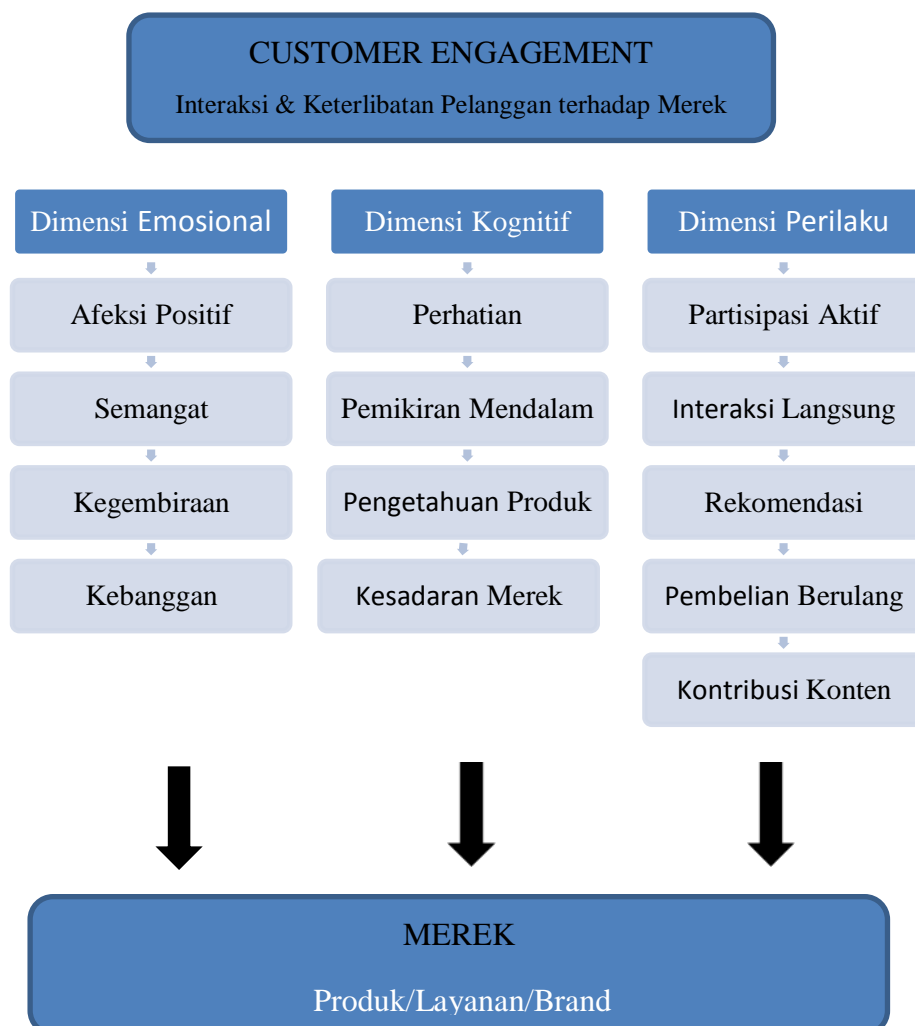 CUSTOMER ENGAGEMENT
Interaksi & Keterlibatan Pelanggan terhadap Merek
Dimensi Emosional
Afeksi Positif
Semangat
Kegembiraan
Kebanggan
Dimensi Kognitif
Perhatian
Pemikiran Mendalam
Pengetahuan Produk
Kesadaran Merek
Dimensi Perilaku
Partisipasi Aktif
Interaksi Langsung
Rekomendasi
Pembelian Berulang
Kontribusi Konten
MEREK
Produk/Layanan/Brand